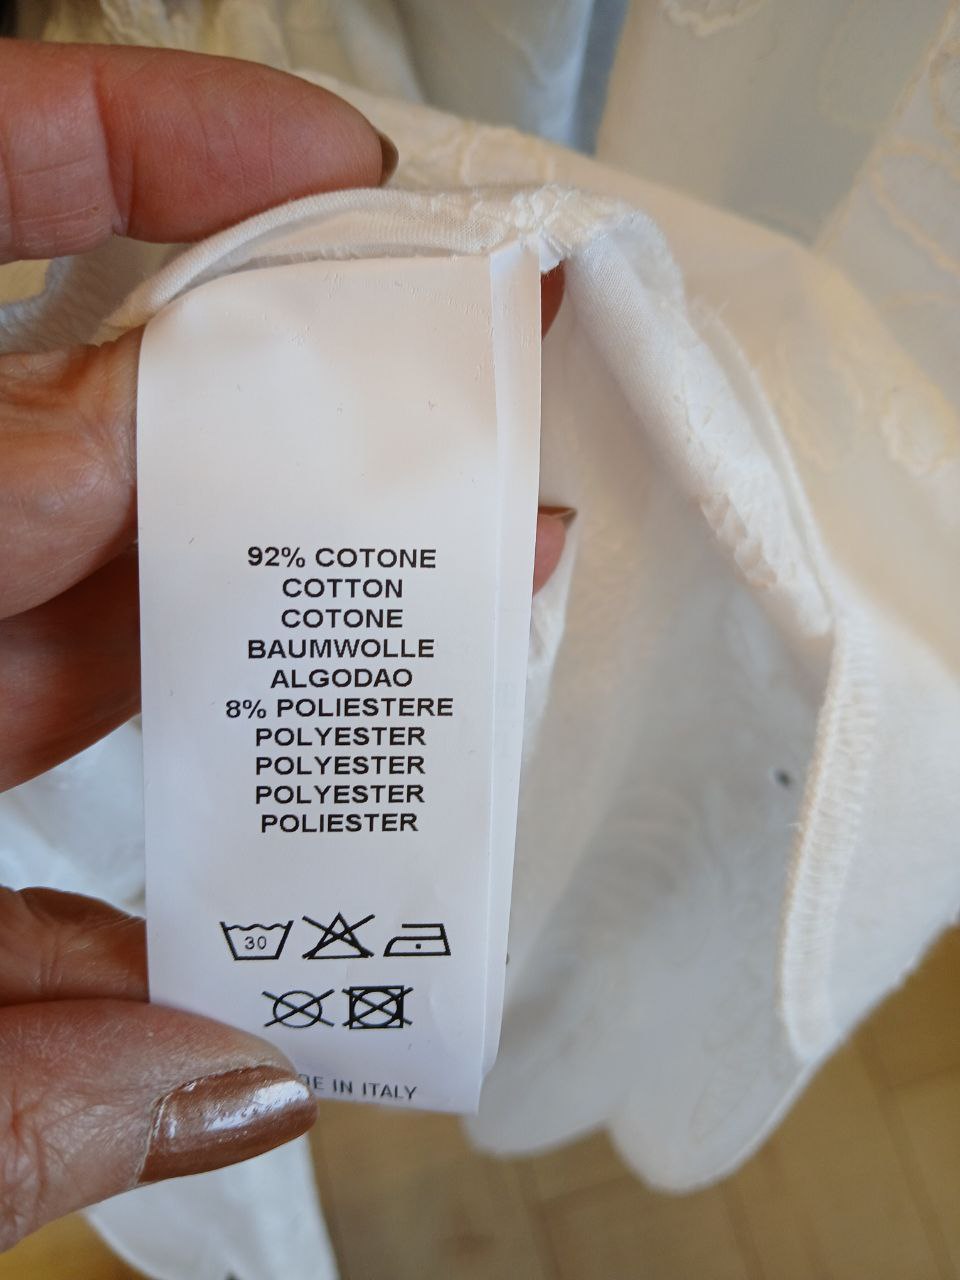 92% COTONE
COTTON
COTONE
BAUMWOLLE
ALGODAO
8% POLIESTERE
POLYESTER
POLYESTER
POLYESTER
POLIESTER
30
IN ITALY